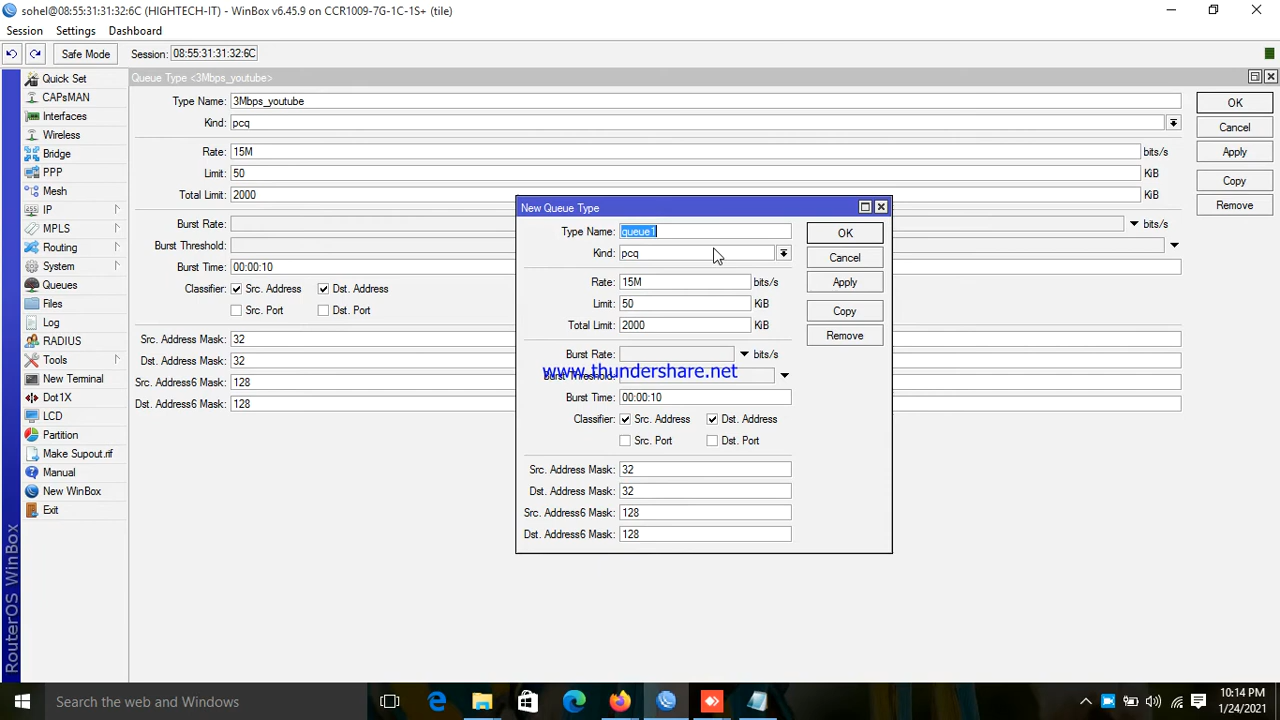 sohel@08:55:31:31:32:6C (HIGHTECH-IT) - WinBox v6.45.9 on CCR1009-7G-1C-1S+ (tile)
Session Settings Dashboard
Safe Mode Session: 08:55:31:31:32:6C
Quick Set
CAPsMAN
Interfaces
Wireless
Bridge
PPP
Mesh
IP
MPLS
Routing
System
Queues
Files
Log
RADIUS
Tools
New Terminal
Dot1X
LCD
Partition
Make Supout.rif
Manual
New WinBox
Exit
RouterOS WinBox
Queue Type <3Mbps_youtube>
Type Name: 3Mbps_youtube
Kind: pcq
Rate: 15M bits/s
Limit: 50 KiB
Total Limit: 2000 KiB
Burst Rate: bits/s
Burst Threshold:
Burst Time: 00:00:10
Classifier: Src. Address Dst. Address
Src. Port Dst. Port
Src. Address Mask: 32
Dst. Address Mask: 32
Src. Address6 Mask: 128
Dst. Address6 Mask: 128
OK
Cancel
Apply
Copy
Remove
New Queue Type
Type Name: queue1
Kind: pcq
Rate: 15M bits/s
Limit: 50 KiB
Total Limit: 2000 KiB
Burst Rate: bits/s
www.thundershare.net
Burst Threshold:
Burst Time: 00:00:10
Classifier: Src. Address Dst. Address
Src. Port Dst. Port
Src. Address Mask: 32
Dst. Address Mask: 32
Src. Address6 Mask: 128
Dst. Address6 Mask: 128
OK
Cancel
Apply
Copy
Remove
Search the web and Windows
10:14 PM
1/24/2021